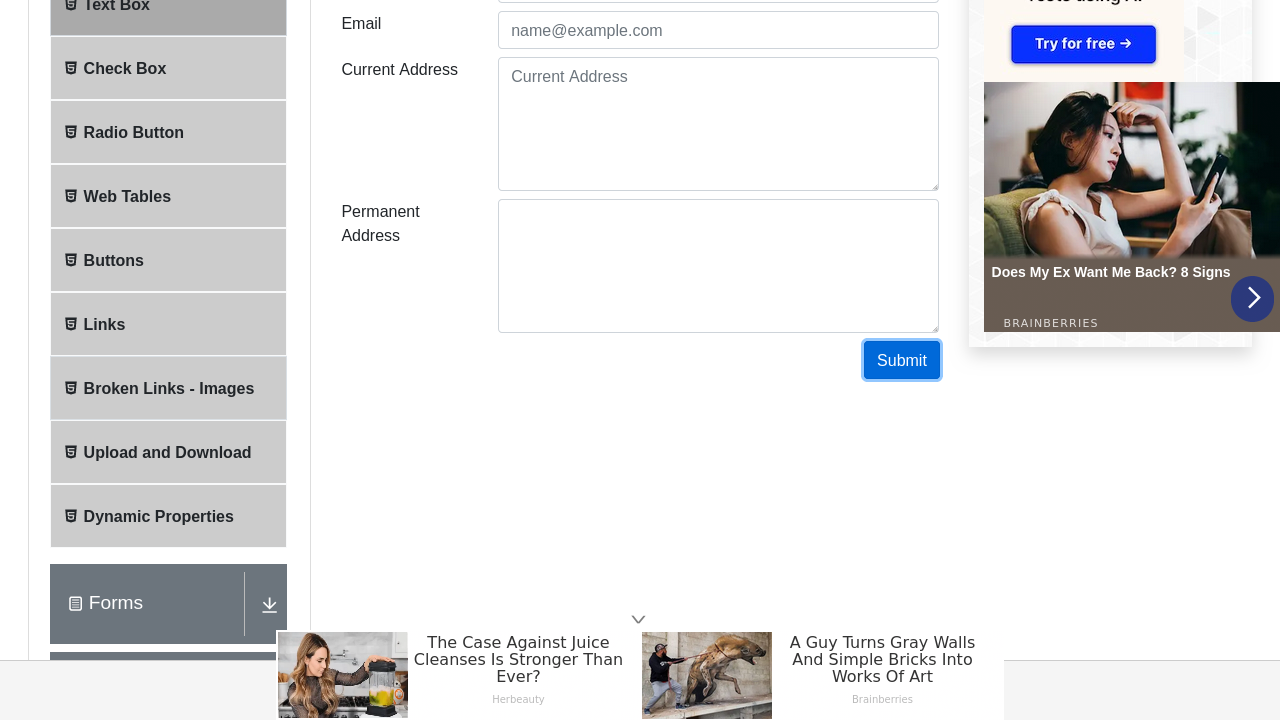 Text Box
Check Box
Radio Button
Web Tables
Buttons
Links
Broken Links - Images
Upload and Download
Dynamic Properties
Forms
Email
name@example.com
Current Address
Current Address
Permanent
Address
Submit
Try for free →
Does My Ex Want Me Back? 8 Signs
BRAINBERRIES
The Case Against Juice
Cleanses Is Stronger Than
Ever?
Herbeauty
A Guy Turns Gray Walls
And Simple Bricks Into
Works Of Art
Brainberries